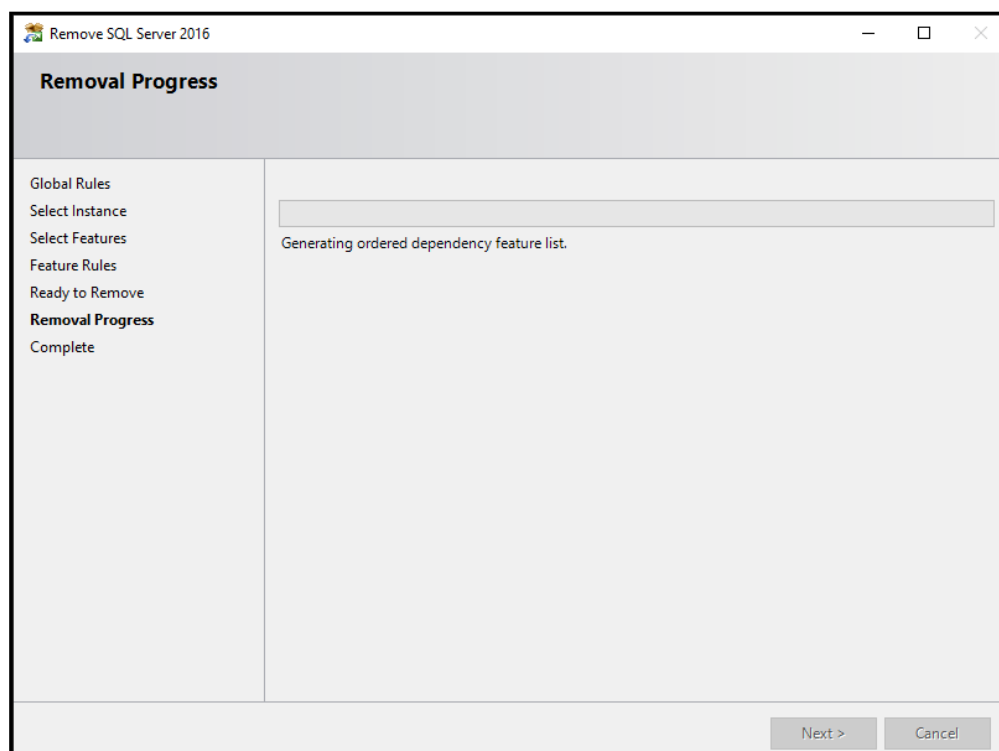 Remove SQL Server 2016
Removal Progress
Global Rules
Select Instance
Select Features
Feature Rules
Ready to Remove
Removal Progress
Complete
Generating ordered dependency feature list.
Next >
Cancel